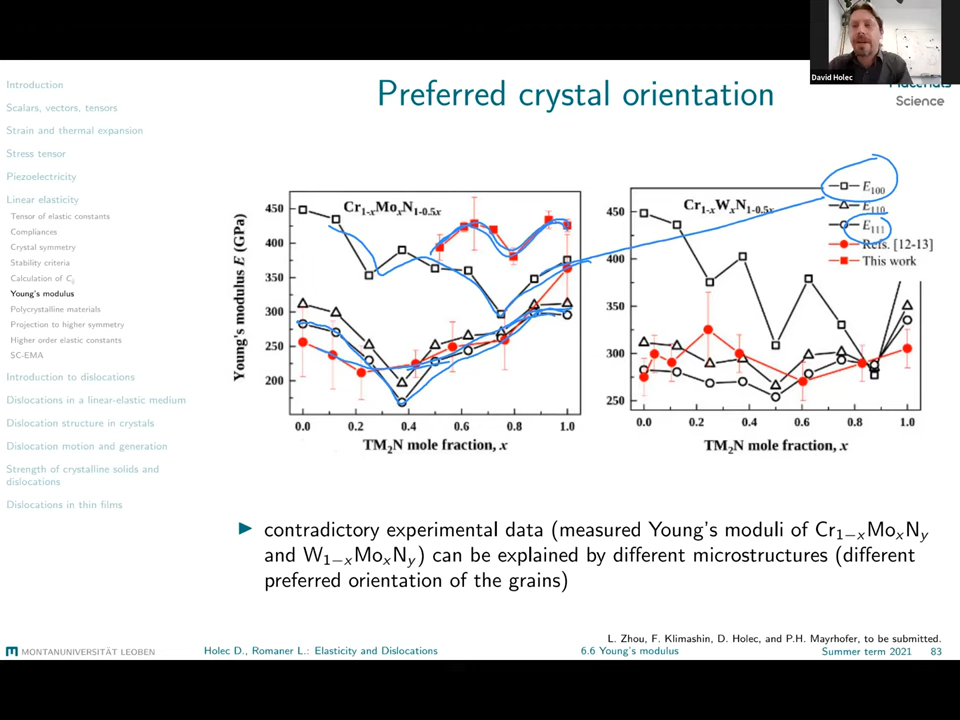 David Holec
Materials
Science
Preferred crystal orientation
Introduction
Scalars, vectors, tensors
Strain and thermal expansion
Stress tensor
Piezoelectricity
Linear elasticity
Tensor of elastic constants
Compliances
Crystal symmetry
Stability criteria
Calculation of Cij
Young's modulus
Polycrystalline materials
Projection to higher symmetry
Higher order elastic constants
SC-EMA
Introduction to dislocations
Dislocations in a linear-elastic medium
Dislocation structure in crystals
Dislocation motion and generation
Strength of crystalline solids and
dislocations
Dislocations in thin films
Young's modulus E (GPa)
450
400
350
300
250
200
Cr1-xMoxN1-0.5x
0.0 0.2 0.4 0.6 0.8 1.0
TM2N mole fraction, x
450
400
350
300
250
Cr1-xWxN1-0.5x
0.0 0.2 0.4 0.6 0.8 1.0
TM2N mole fraction, x
E100
E110
E111
Refs. [12-13]
This work
▶ contradictory experimental data (measured Young's moduli of Cr1−xMoxNy
and W1−xMoxNy) can be explained by different microstructures (different
preferred orientation of the grains)
L. Zhou, F. Klimashin, D. Holec, and P.H. Mayrhofer, to be submitted.
MONTANUNIVERSITÄT LEOBEN
Holec D., Romaner L.: Elasticity and Dislocations
6.6 Young's modulus
Summer term 2021 83